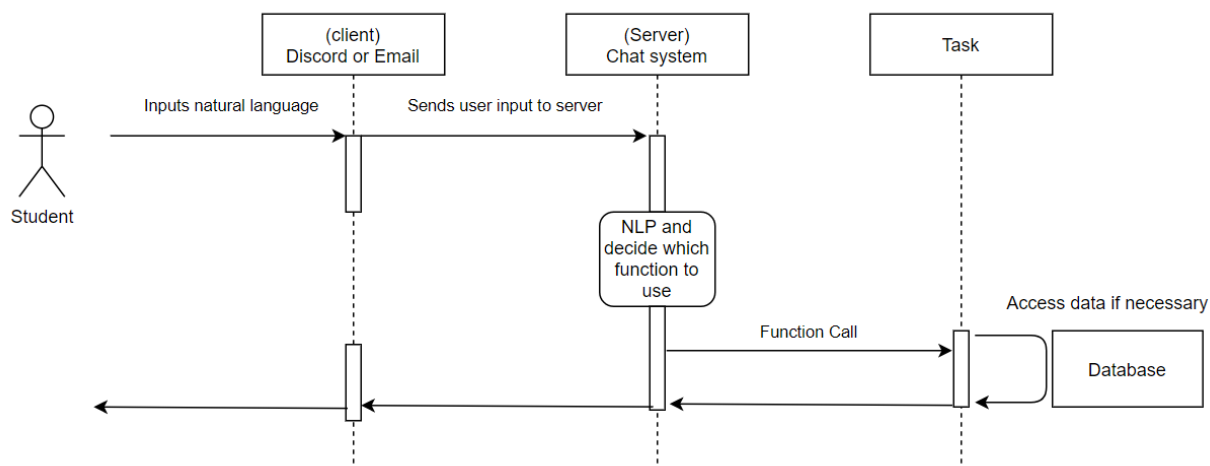 (client)
Discord or Email
(Server)
Chat system
Task
Inputs natural language
Sends user input to server
Student
NLP and
decide which
function to
use
Access data if necessary
Function Call
Database